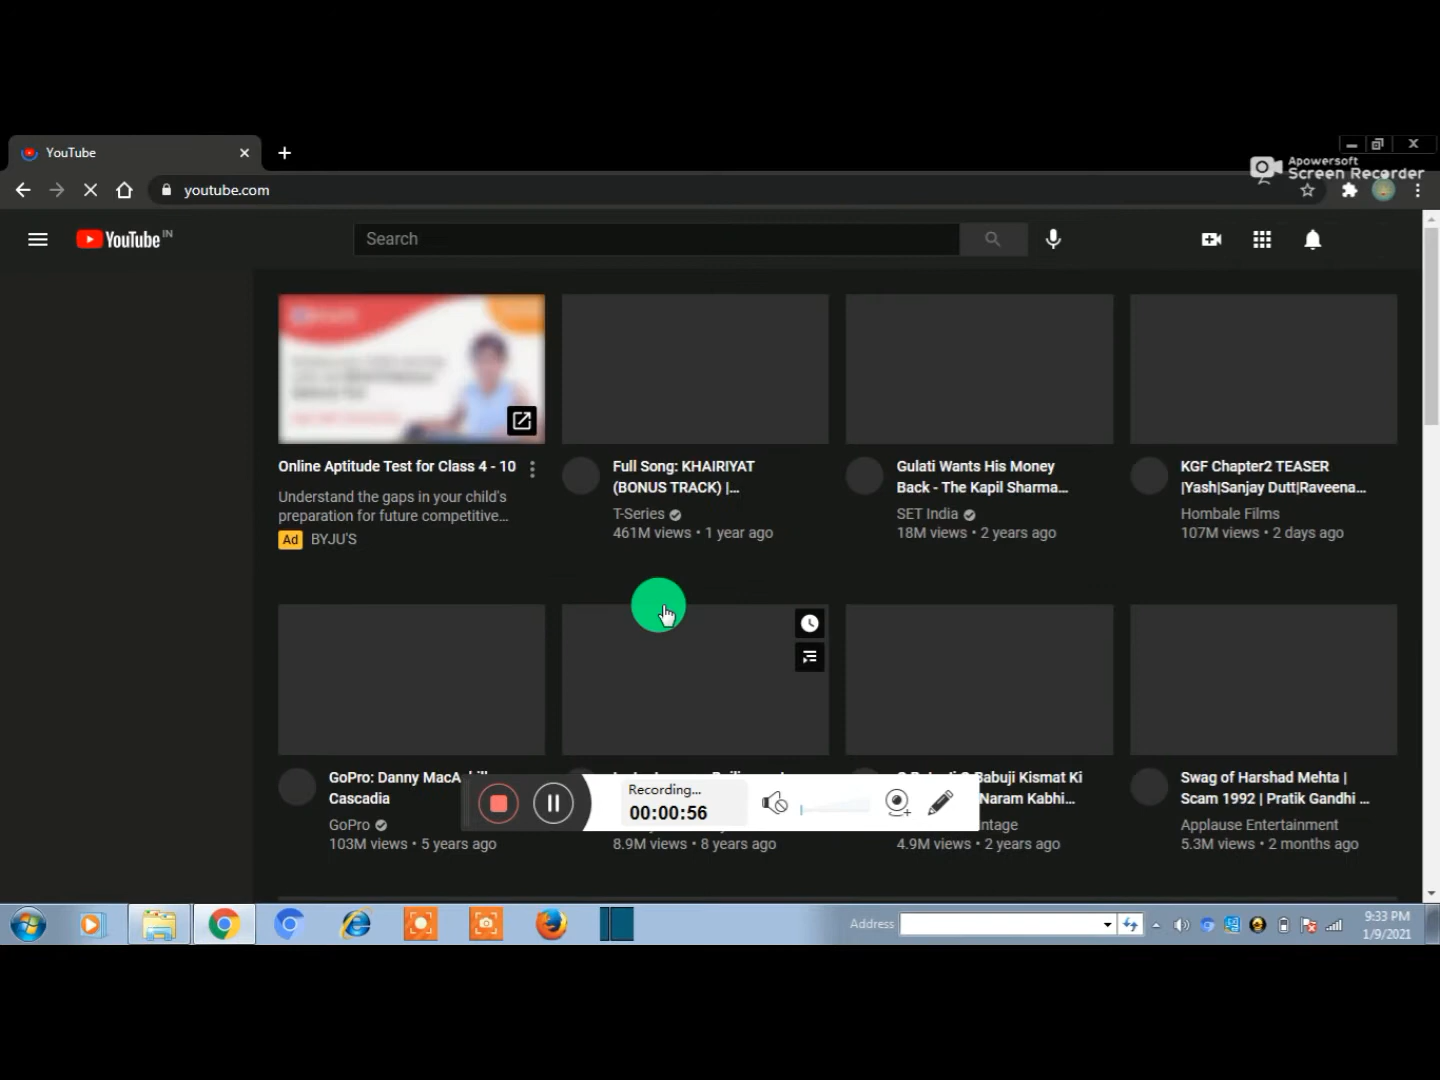 YouTube
Apowersoft
Screen Recorder
youtube.com
YouTube IN
Search
Online Aptitude Test for Class 4 - 10
Understand the gaps in your child's
preparation for future competitive...
Ad BYJU'S
Full Song: KHAIRIYAT
(BONUS TRACK) |...
T-Series
461M views • 1 year ago
Gulati Wants His Money
Back - The Kapil Sharma...
SET India
18M views • 2 years ago
KGF Chapter2 TEASER
|Yash|Sanjay Dutt|Raveena...
Hombale Films
107M views • 2 days ago
GoPro: Danny
Cascadia
GoPro
103M views • 5 years ago
8.9M views • 8 years ago
Babuji Kismat Ki
Naram Kabhi...
4.9M views • 2 years ago
Swag of Harshad Mehta |
Scam 1992 | Pratik Gandhi ...
Applause Entertainment
5.3M views • 2 months ago
Recording...
00:00:56
Address
9:33 PM
1/9/2021